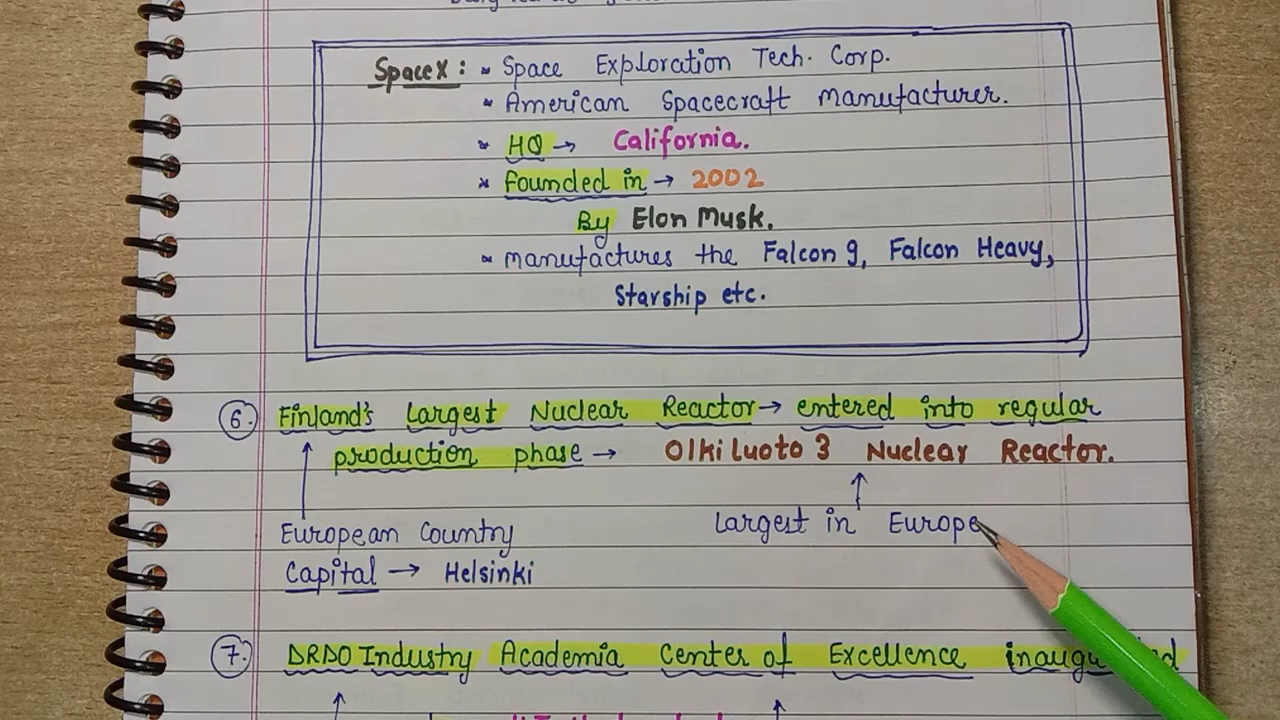 SpaceX : Space Exploration Tech. Corp.
American Spacecraft manufacturer.
HQ → California.
founded in → 2002
By Elon Musk.
manufactures the Falcon 9, Falcon Heavy,
Starship etc.
6. Finland's Largest Nuclear Reactor → entered into regular
production phase → Olkiluoto 3 Nuclear Reactor.
European Country
Largest in Europe
Capital → Helsinki
7. DRDO Industry Academia Center of Excellence